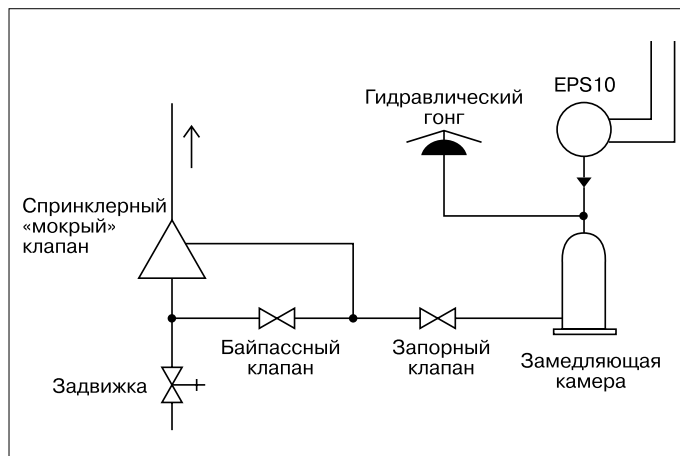 EPS10
Гидравлический
гонг
Спринклерный
«мокрый»
клапан
Байпассный
клапан
Запорный
клапан
Замедляющая
камера
Задвижка